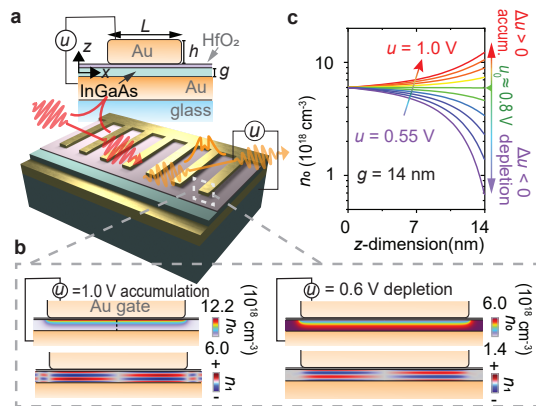 a
L
u
Au
h
HfO₂
z
x
g
InGaAs
Au
glass
u
c
n₀ (10¹⁸ cm⁻³)
10
1
u = 1.0 V
u = 0.55 V
g = 14 nm
0
7
14
z-dimension(nm)
Δu > 0
accum.
u₀ ≈ 0.8 V
Δu < 0
depletion
b
u =1.0 V accumulation
Au gate
12.2
n₀
6.0
(10¹⁸ cm⁻³)
+
n₁
-
u = 0.6 V depletion
6.0
n₀
1.4
(10¹⁸ cm⁻³)
+
n₁
-